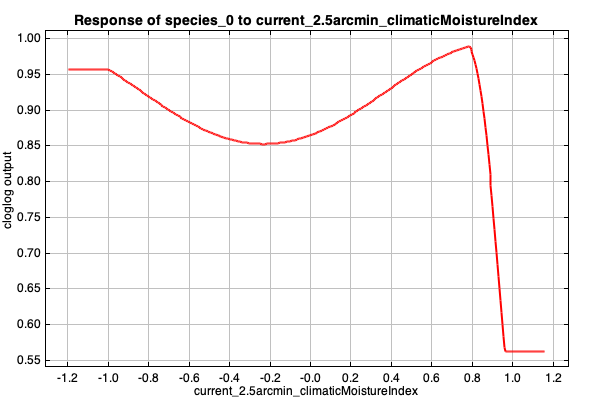 Response of species_0 to current_2.5arcmin_climaticMoistureIndex
1.00
0.95
0.90
0.85
0.80
0.75
0.70
0.65
0.60
0.55
cloglog output
-1.2 -1.0 -0.8 -0.6 -0.4 -0.2 -0.0 0.2 0.4 0.6 0.8 1.0 1.2
current_2.5arcmin_climaticMoistureIndex